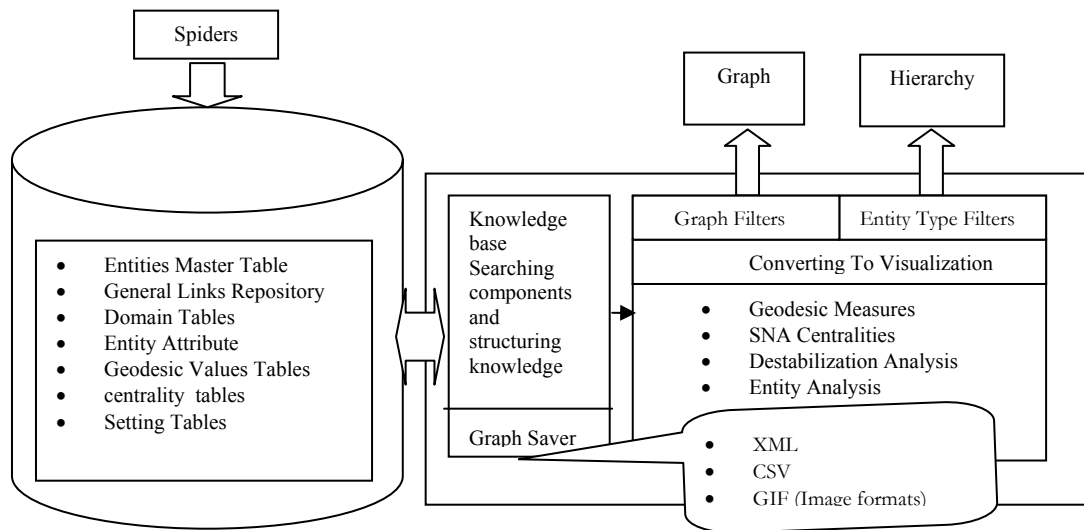 Spiders
Graph
Hierarchy
• Entities Master Table
• General Links Repository
• Domain Tables
• Entity Attribute
• Geodesic Values Tables
• centrality tables
• Setting Tables
Knowledge
base
Searching
components
and
structuring
knowledge
Graph Saver
Graph Filters
Entity Type Filters
Converting To Visualization
• Geodesic Measures
• SNA Centralities
• Destabilization Analysis
• Entity Analysis
• XML
• CSV
• GIF (Image formats)